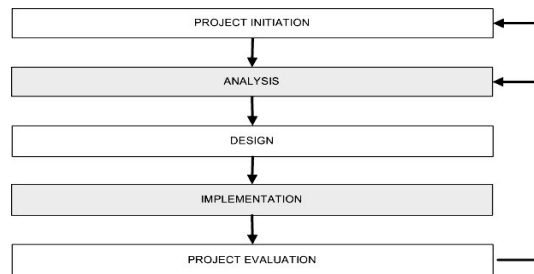 PROJECT INITIATION
ANALYSIS
DESIGN
IMPLEMENTATION
PROJECT EVALUATION